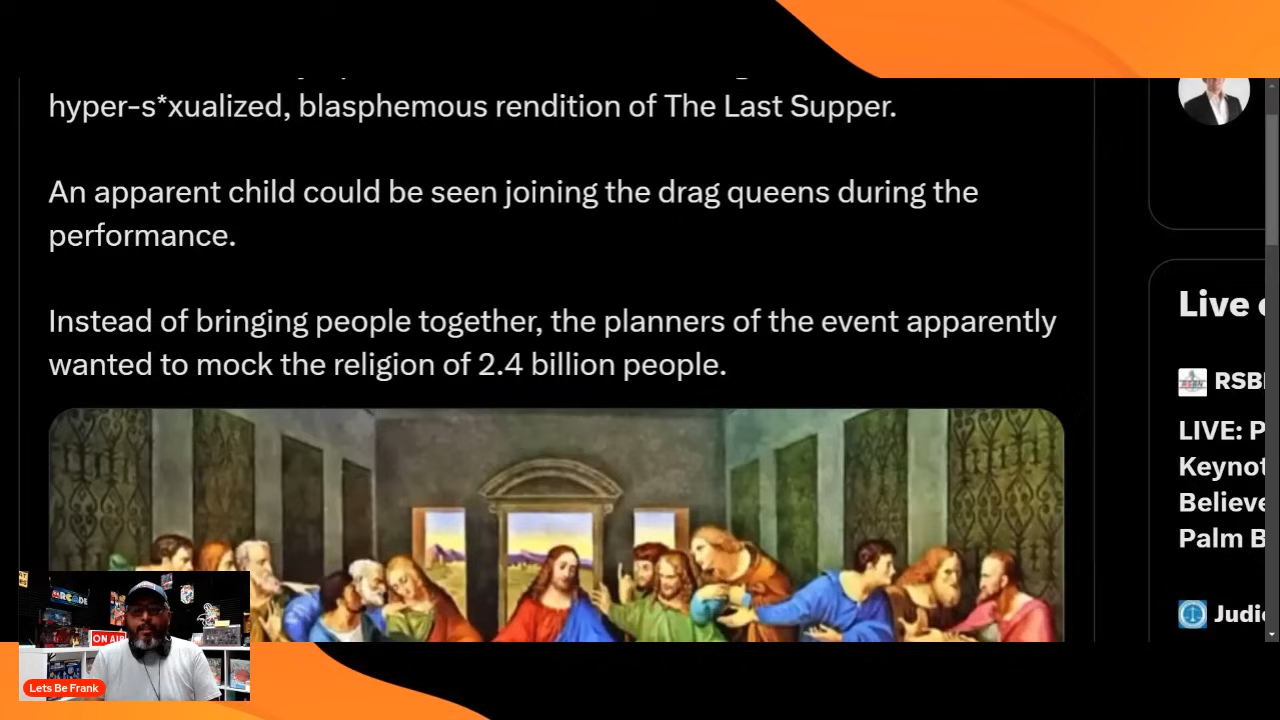 hyper-s*xualized, blasphemous rendition of The Last Supper.
An apparent child could be seen joining the drag queens during the
performance.
Instead of bringing people together, the planners of the event apparently
wanted to mock the religion of 2.4 billion people.
Live
RSB
LIVE: P
Keynot
Believe
Palm B
Judic
ARCADE
ON AIR
Lets Be Frank